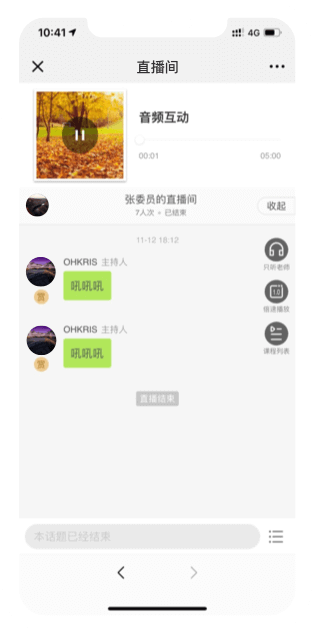 10:41
4G
直播间
音频互动
00:01
05:00
张委员的直播间
7人次 • 已结束
收起
11-12 18:12
只听老师
OHKRIS 主持人
吼吼吼
赏
1.0
倍速播放
OHKRIS 主持人
吼吼吼
赏
课程列表
直播结束
本话题已经结束